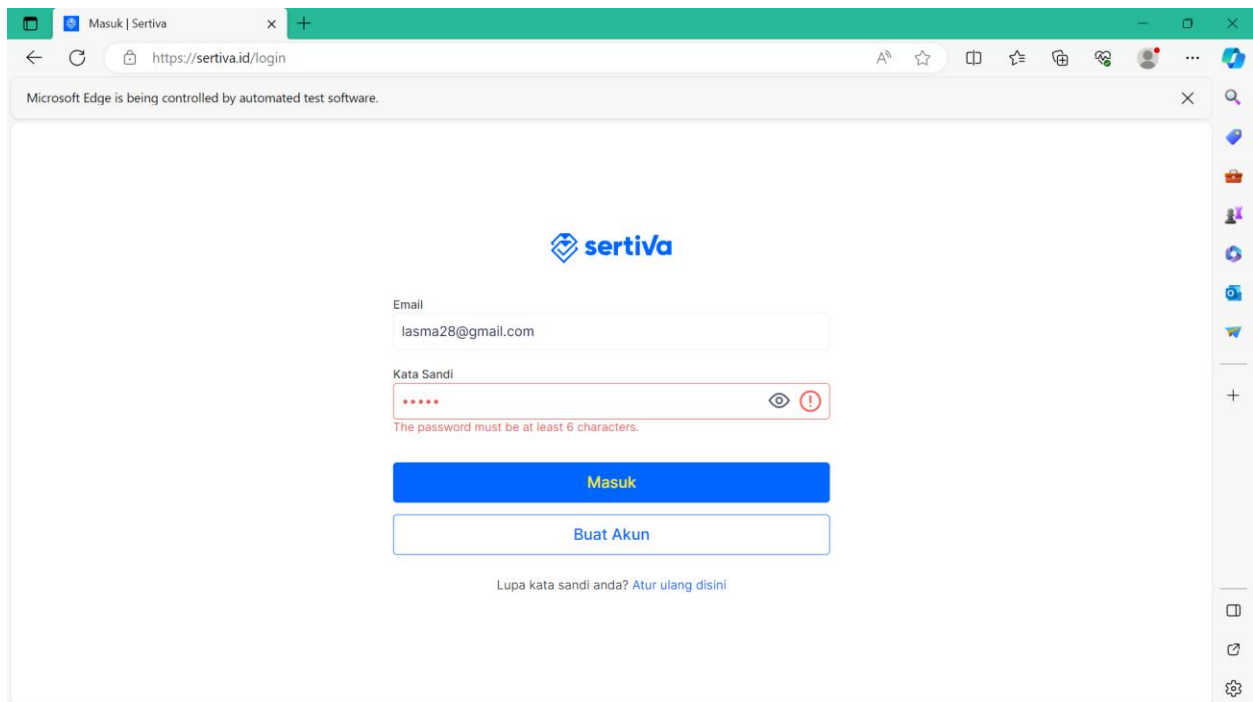 Masuk | Sertiva
https://sertiva.id/login
Microsoft Edge is being controlled by automated test software.
sertiva
Email
lasma28@gmail.com
Kata Sandi
The password must be at least 6 characters.
Masuk
Buat Akun
Lupa kata sandi anda? Atur ulang disini